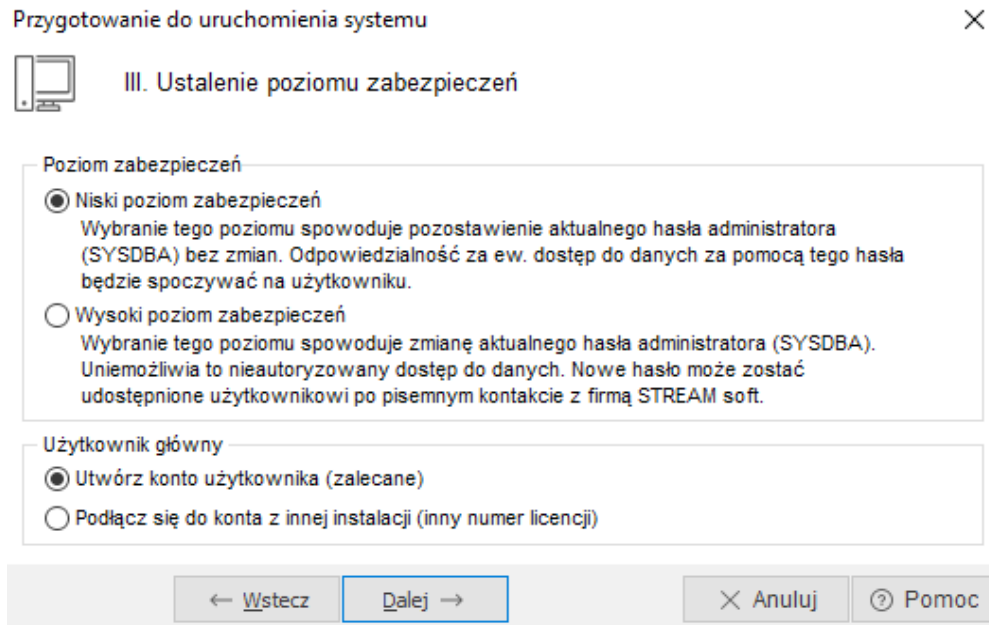 Przygotowanie do uruchomienia systemu
III. Ustalenie poziomu zabezpieczeń
Poziom zabezpieczeń
Niski poziom zabezpieczeń
Wybranie tego poziomu spowoduje pozostawienie aktualnego hasła administratora
(SYSDBA) bez zmian. Odpowiedzialność za ew. dostęp do danych za pomocą tego hasła
będzie spoczywać na użytkowniku.
Wysoki poziom zabezpieczeń
Wybranie tego poziomu spowoduje zmianę aktualnego hasła administratora (SYSDBA).
Uniemożliwia to nieautoryzowany dostęp do danych. Nowe hasło może zostać
udostępnione użytkownikowi po pisemnym kontakcie z firmą STREAM soft.
Użytkownik główny
Utwórz konto użytkownika (zalecane)
Podłącz się do konta z innej instalacji (inny numer licencji)
← Wstecz Dalej → Anuluj Pomoc